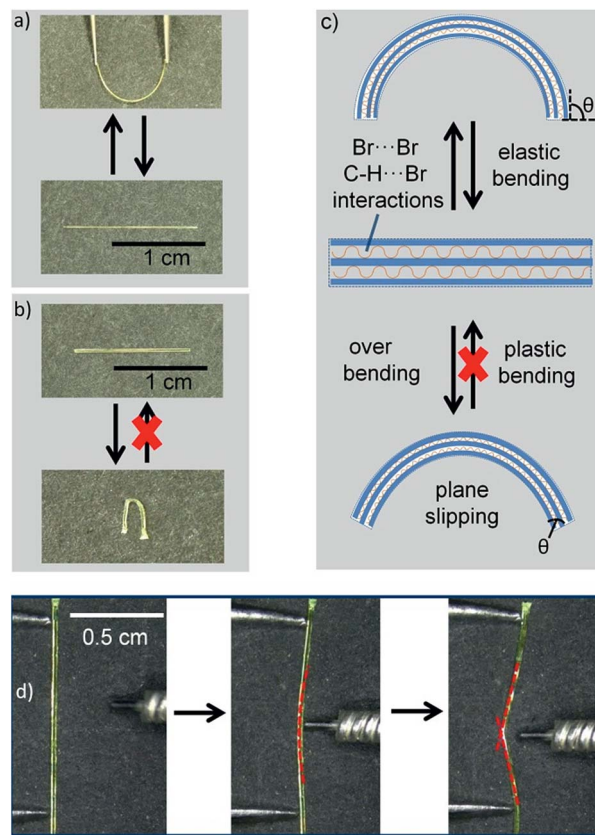 a)
1 cm
b)
1 cm
c)
θ
Br···Br
C-H···Br
interactions
elastic
bending
over
bending
plastic
bending
plane
slipping
θ
d)
0.5 cm